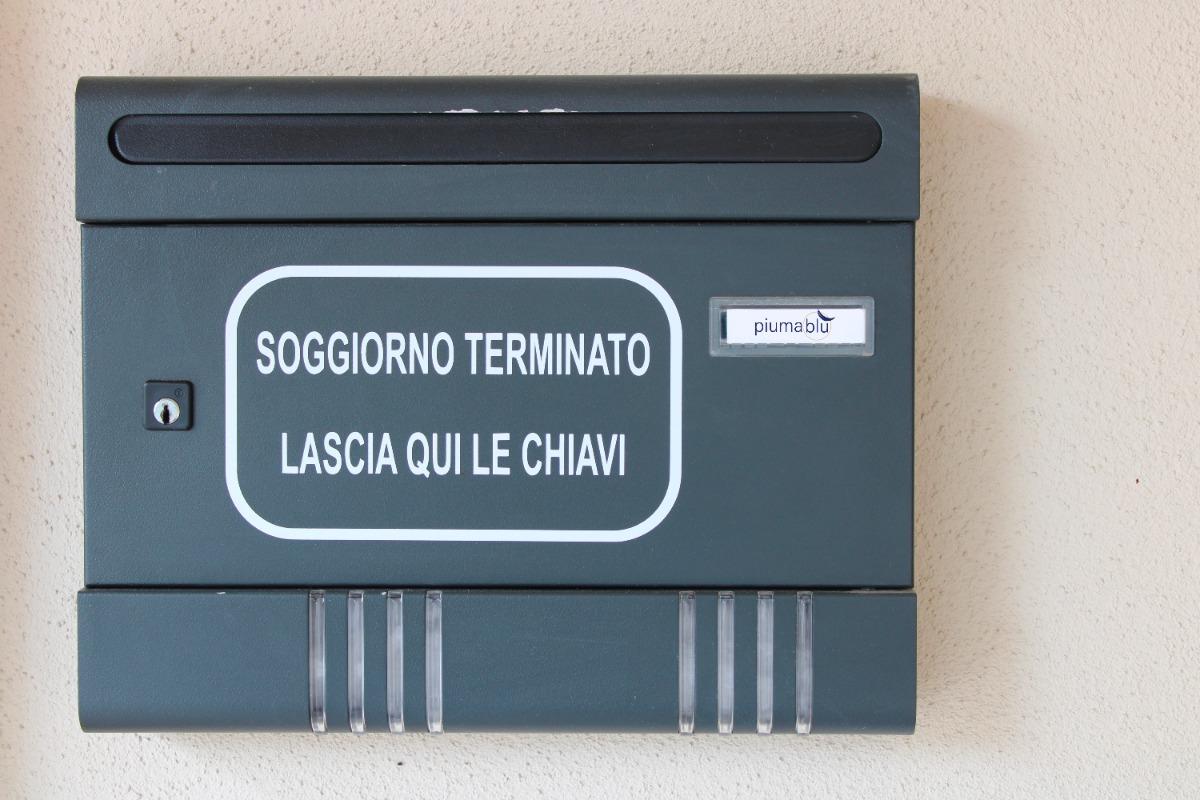 SOGGIORNO TERMINATO
piumablu
LASCIA QUI LE CHIAVI